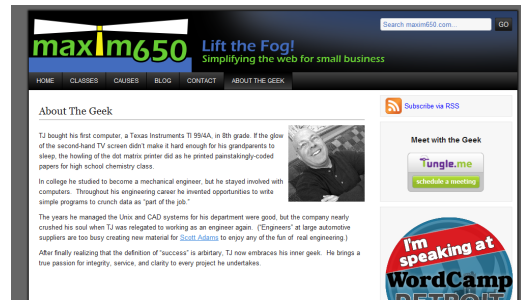 maxim650
Lift the Fog!
Simplifying the web for small business
Search maxim650.com...
GO
HOME
CLASSES
CAUSES
BLOG
CONTACT
ABOUT THE GEEK
About The Geek
TJ bought his first computer, a Texas Instruments TI 99/4A, in 8th grade. If the glow
of the second-hand TV screen didn't make it hard enough for his grandparents to
sleep, the howling of the dot matrix printer did as he printed painstakingly-coded
papers for high school chemistry class.
In college he studied to become a mechanical engineer, but he stayed involved with
computers. Throughout his engineering career he invented opportunities to write
simple programs to crunch data as "part of the job."
The years he managed the Unix and CAD systems for his department were good, but the company nearly
crushed his soul when TJ was relegated to working as an engineer again. ("Engineers" at large automotive
suppliers are too busy creating new material for Scott Adams to enjoy any of the fun of real engineering.)
After finally realizing that the definition of "success" is arbitary, TJ now embraces his inner geek. He brings a
true passion for integrity, service, and clarity to every project he undertakes.
Subscribe via RSS
Meet with the Geek
Tungle.me
schedule a meeting
I'm
speaking at
WordCamp
DETROIT